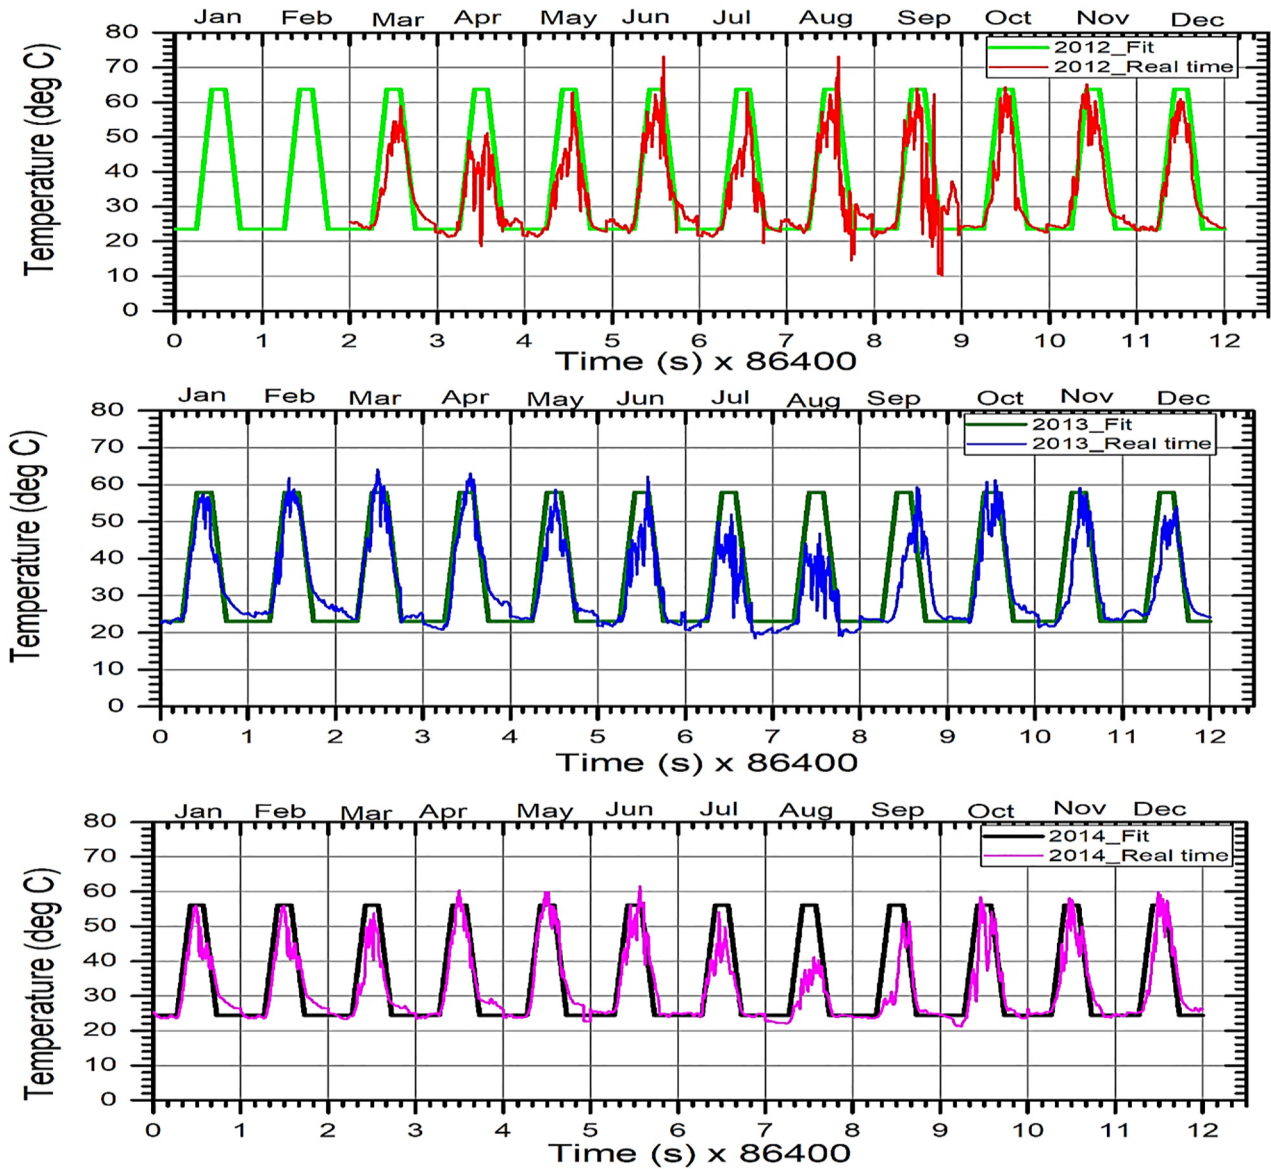 Jan Feb Mar Apr May Jun Jul Aug Sep Oct Nov Dec
80
70
60
50
40
30
20
10
0
Temperature (deg C)
2012_Fit
2012_Real time
0 1 2 3 4 5 6 7 8 9 10 11 12
Time (s) x 86400
Jan Feb Mar Apr May Jun Jul Aug Sep Oct Nov Dec
80
70
60
50
40
30
20
10
0
Temperature (deg C)
2013_Fit
2013_Real time
0 1 2 3 4 5 6 7 8 9 10 11 12
Time (s) x 86400
Jan Feb Mar Apr May Jun Jul Aug Sep Oct Nov Dec
80
70
60
50
40
30
20
10
0
Temperature (deg C)
2014_Fit
2014_Real time
0 1 2 3 4 5 6 7 8 9 10 11 12
Time (s) x 86400